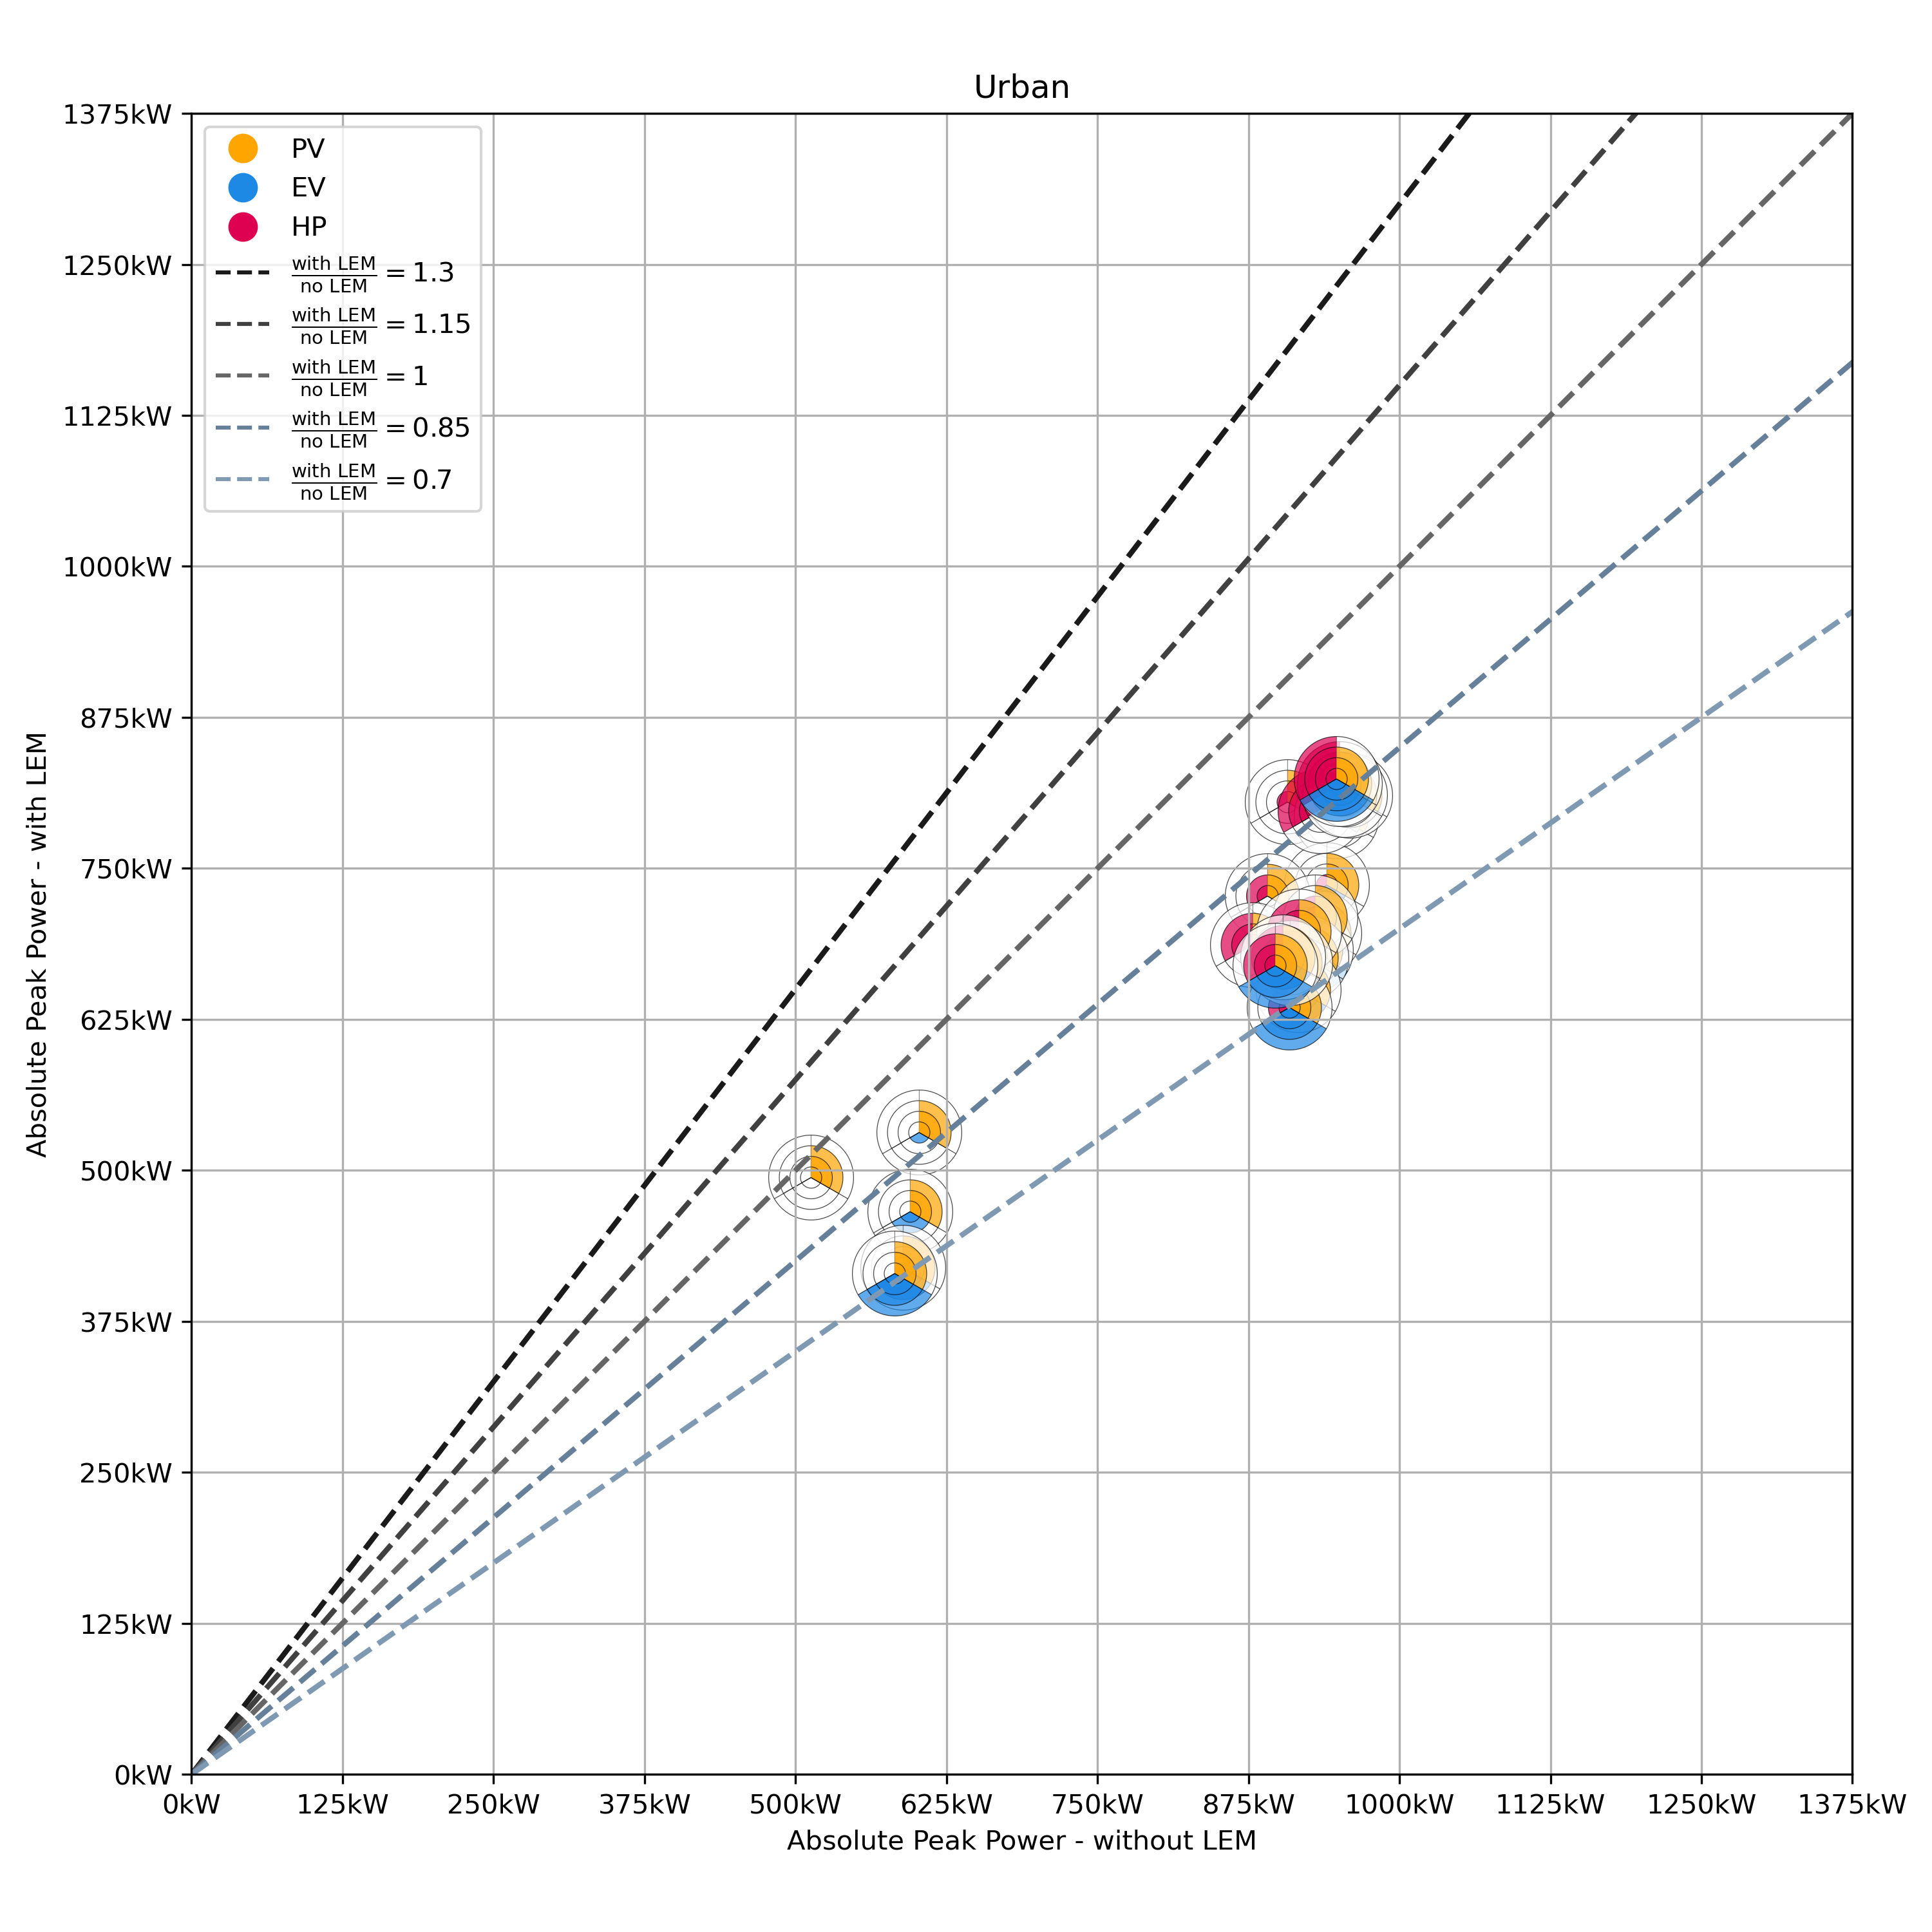 Urban
1375kW
1250kW
1125kW
1000kW
875kW
750kW
625kW
500kW
375kW
250kW
125kW
0kW
Absolute Peak Power - with LEM
PV
EV
HP
with LEM
no LEM = 1.3
with LEM
no LEM = 1.15
with LEM
no LEM = 1
with LEM
no LEM = 0.85
with LEM
no LEM = 0.7
0kW 125kW 250kW 375kW 500kW 625kW 750kW 875kW 1000kW 1125kW 1250kW 1375kW
Absolute Peak Power - without LEM